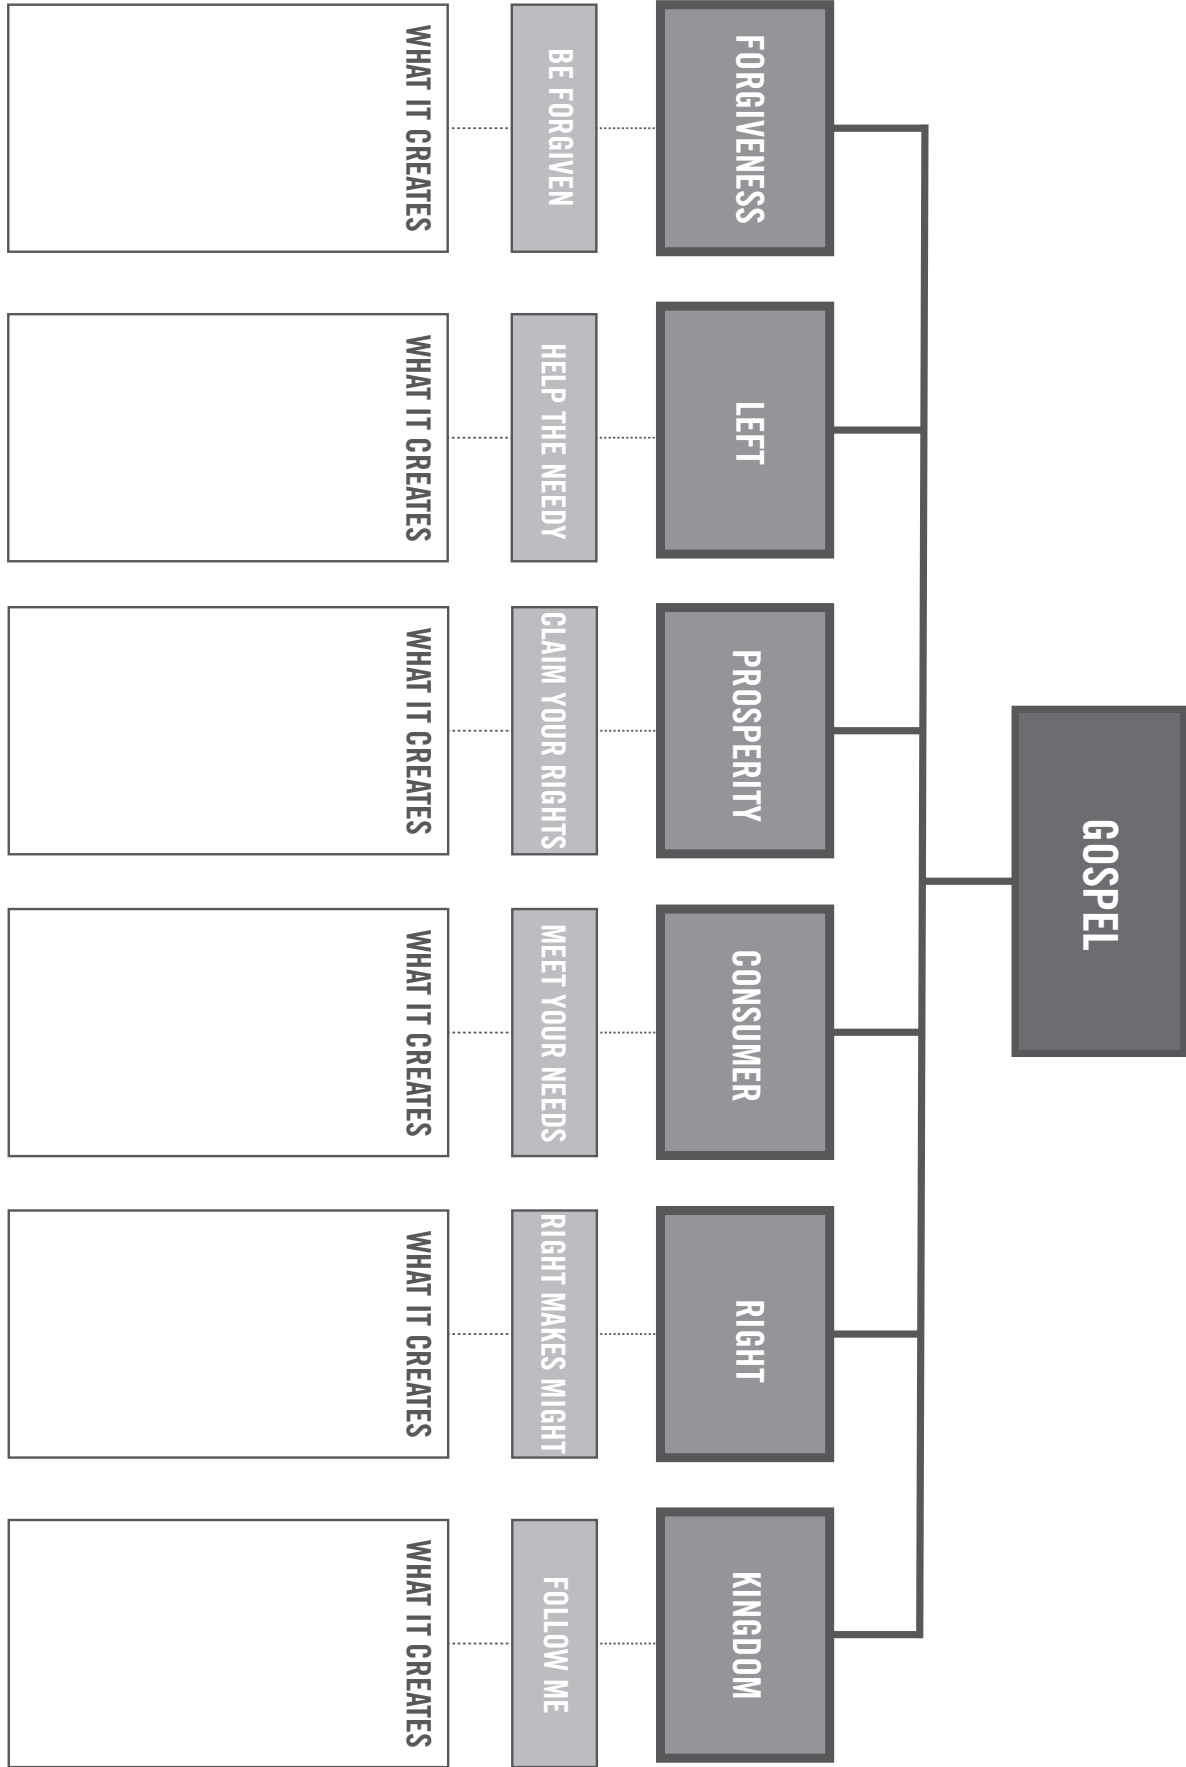 GOSPEL
FORGIVENESS
LEFT
PROSPERITY
CONSUMER
RIGHT
KINGDOM
BE FORGIVEN
HELP THE NEEDY
CLAIM YOUR RIGHTS
MEET YOUR NEEDS
RIGHT MAKES MIGHT
FOLLOW ME
WHAT IT CREATES
WHAT IT CREATES
WHAT IT CREATES
WHAT IT CREATES
WHAT IT CREATES
WHAT IT CREATES